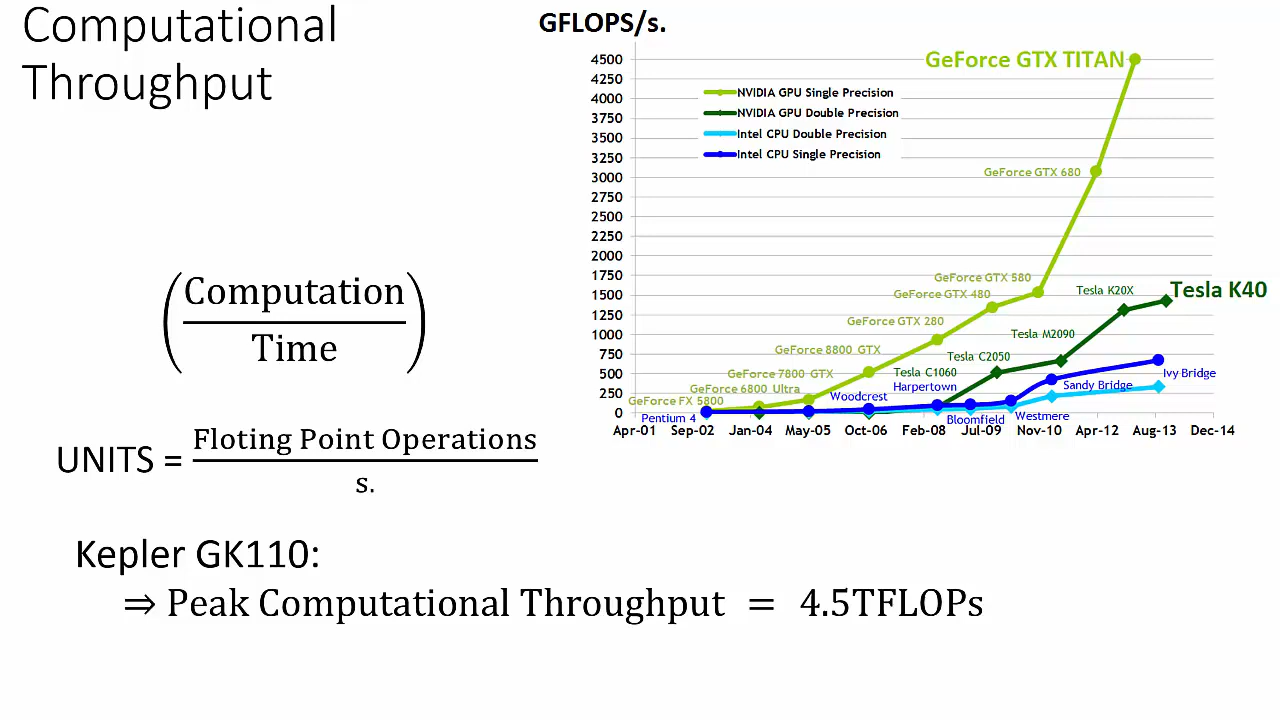 Computational
Throughput
GFLOPS/s.
4500
4250
4000
3750
3500
3250
3000
2750
2500
2250
2000
1750
1500
1250
1000
750
500
250
0
NVIDIA GPU Single Precision
NVIDIA GPU Double Precision
Intel CPU Double Precision
Intel CPU Single Precision
GeForce GTX TITAN
GeForce GTX 680
GeForce GTX 580
GeForce GTX 480
GeForce GTX 280
GeForce 8800 GTX
GeForce 7800 GTX
GeForce 6800 Ultra
GeForce FX 5800
Tesla K40
Tesla K20X
Tesla M2090
Tesla C2050
Tesla C1060
Harpertown
Woodcrest
Pentium 4
Bloomfield
Westmere
Sandy Bridge
Ivy Bridge
Apr-01 Sep-02 Jan-04 May-05 Oct-06 Feb-08 Jul-09 Nov-10 Apr-12 Aug-13 Dec-14
(Computation
Time)
UNITS = Floting Point Operations
s.
Kepler GK110:
⇒ Peak Computational Throughput = 4.5TFLOPs